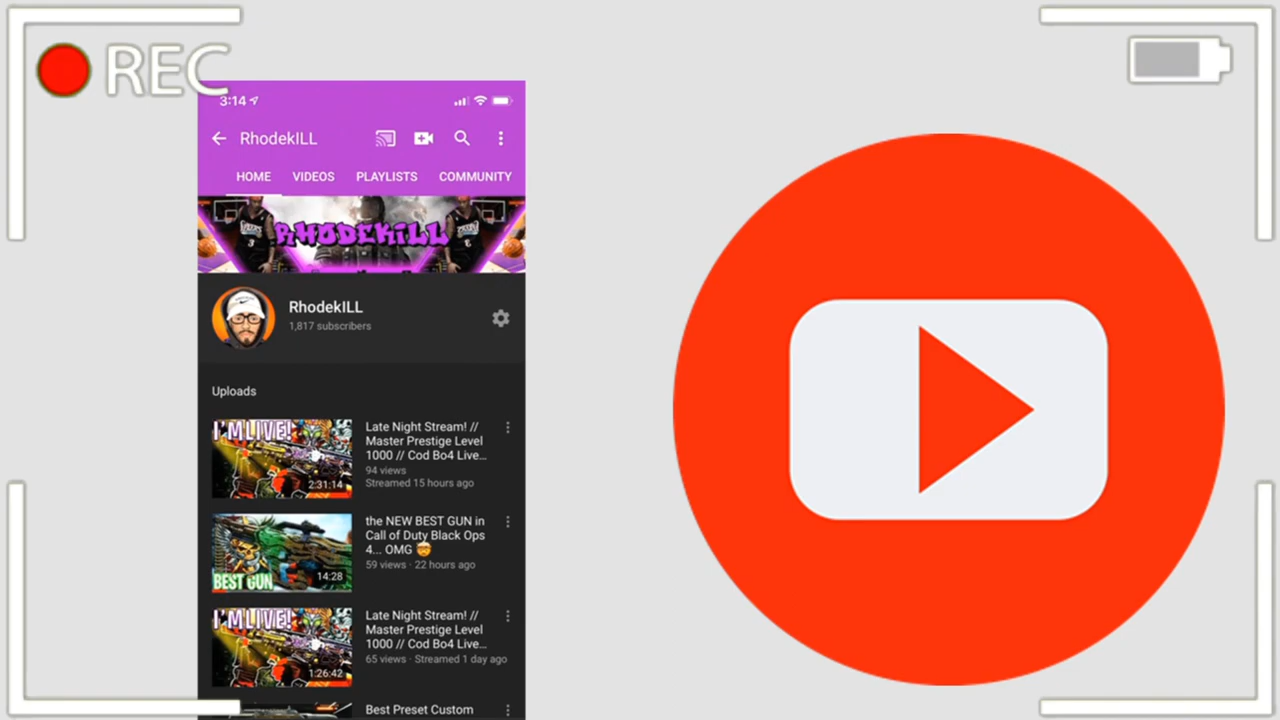 REC
3:14
RhodekILL
HOME VIDEOS PLAYLISTS COMMUNITY
RHODEKILL
RhodekILL
1,817 subscribers
Uploads
I'M LIVE!
2:31:14
Late Night Stream! //
Master Prestige Level
1000 // Cod Bo4 Live...
94 views
Streamed 15 hours ago
BEST GUN
14:28
the NEW BEST GUN in
Call of Duty Black Ops
4... OMG 🤯
59 views · 22 hours ago
I'M LIVE!
1:26:42
Late Night Stream! //
Master Prestige Level
1000 // Cod Bo4 Live...
65 views · Streamed 1 day ago
Best Preset Custom